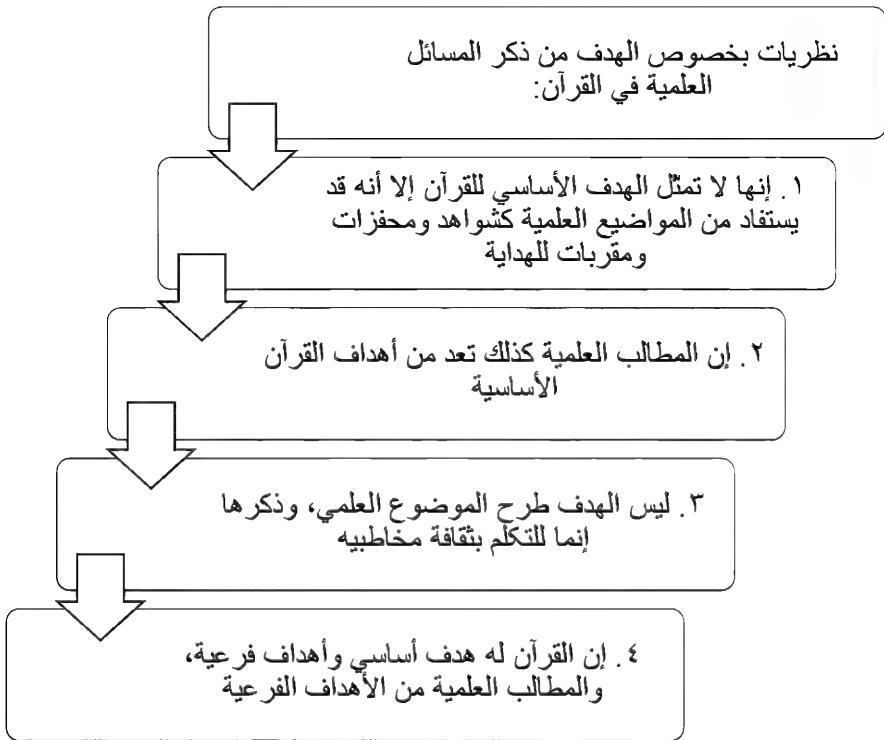 نظريات بخصوص الهدف من ذكر المسائل
العلمية في القرآن:
١. إنها لا تمثل الهدف الأساسي للقرآن إلا أنه قد
يستفاد من المواضيع العلمية كشواهد ومحفزات
ومقربات للهداية
٢. إن المطالب العلمية كذلك تعد من أهداف القرآن
الأساسية
٣. ليس الهدف طرح الموضوع العلمي، وذكرها
إنما للتكلم بثقافة مخاطبيه
٤. إن القرآن له هدف أساسي وأهداف فرعية،
والمطالب العلمية من الأهداف الفرعية